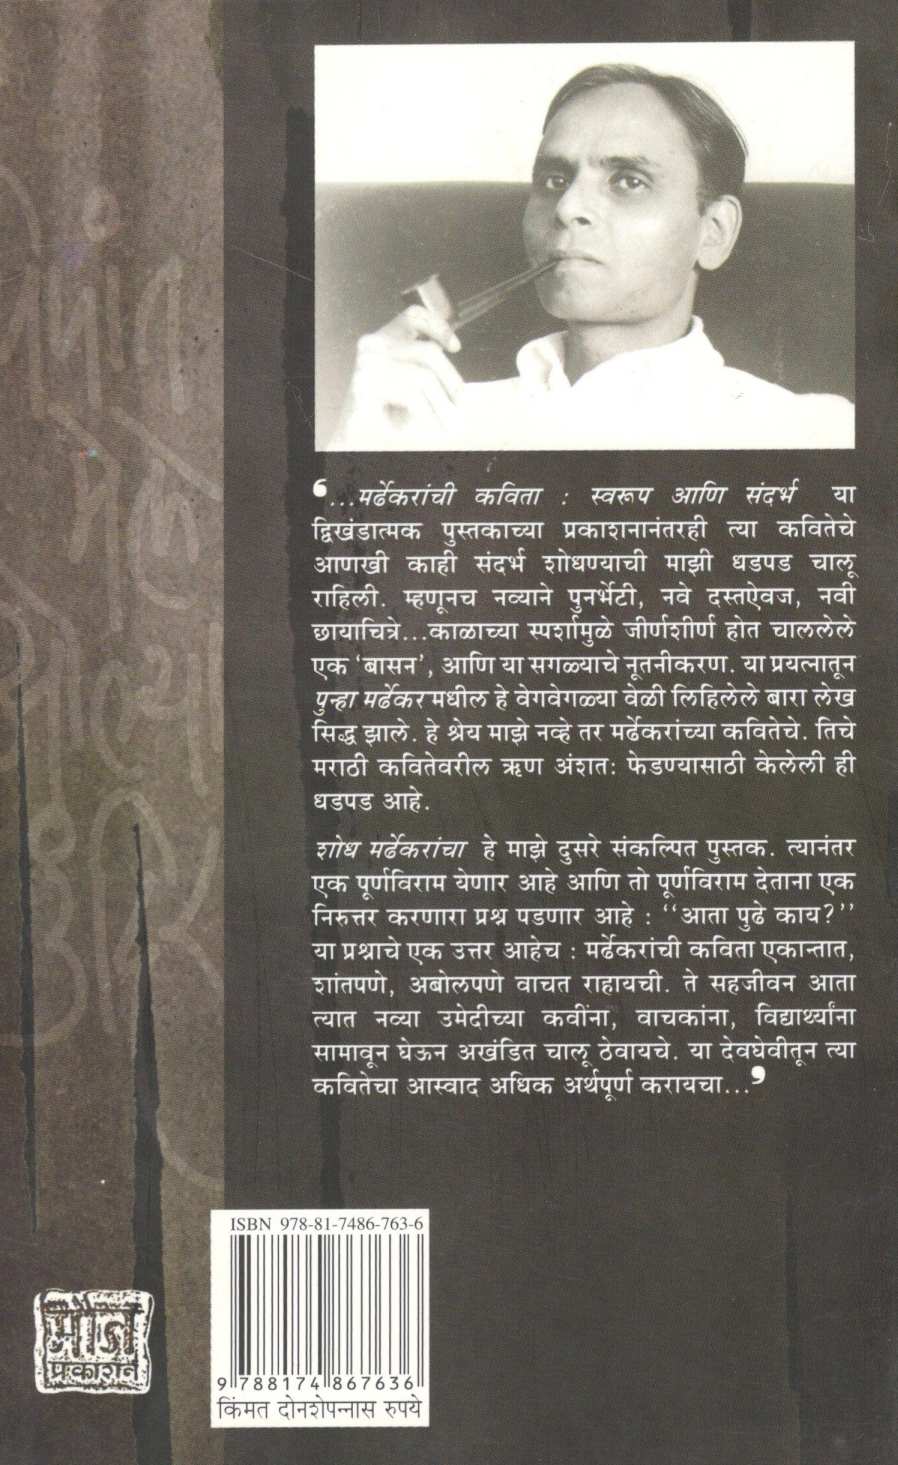 ‘...मर्ढेकरांची कविता : स्वरूप आणि संदर्भ या
द्विखंडात्मक पुस्तकाच्या प्रकाशनानंतरही त्या कवितेचे
आणखी काही संदर्भ शोधण्याची माझी धडपड चालू
राहिली. म्हणूनच नव्याने पुनर्भेटी, नवे दस्तऐवज, नवी
छायाचित्रे...काळाच्या स्पर्शामुळे जीर्णशीर्ण होत चाललेले
एक ‘बासन’, आणि या सगळ्याचे नूतनीकरण. या प्रयत्नातून
पुन्हा मर्ढेकर मधील हे वेगवेगळ्या वेळी लिहिलेले बारा लेख
सिद्ध झाले. हे श्रेय माझे नव्हे तर मर्ढेकरांच्या कवितेचे. तिचे
मराठी कवितेवरील ऋण अंशतः फेडण्यासाठी केलेली ही
धडपड आहे.
शोध मर्ढेकरांचा हे माझे दुसरे संकल्पित पुस्तक. त्यानंतर
एक पूर्णविराम येणार आहे आणि तो पूर्णविराम देताना एक
निरुत्तर करणारा प्रश्न पडणार आहे : ‘‘आता पुढे काय?’’
या प्रश्नाचे एक उत्तर आहेच : मर्ढेकरांची कविता एकान्तात,
शांतपणे, अबोलपणे वाचत राहायची. ते सहजीवन आता
त्यात नव्या उमेदीच्या कवींना, वाचकांना, विद्यार्थ्यांना
सामावून घेऊन अखंडित चालू ठेवायचे. या देवघेवीतून त्या
कवितेचा आस्वाद अधिक अर्थपूर्ण करायचा...’
ISBN 978-81-7486-763-6
9 788174 867636
किंमत दोनशेपन्नास रुपये
मौज
प्रकाशन